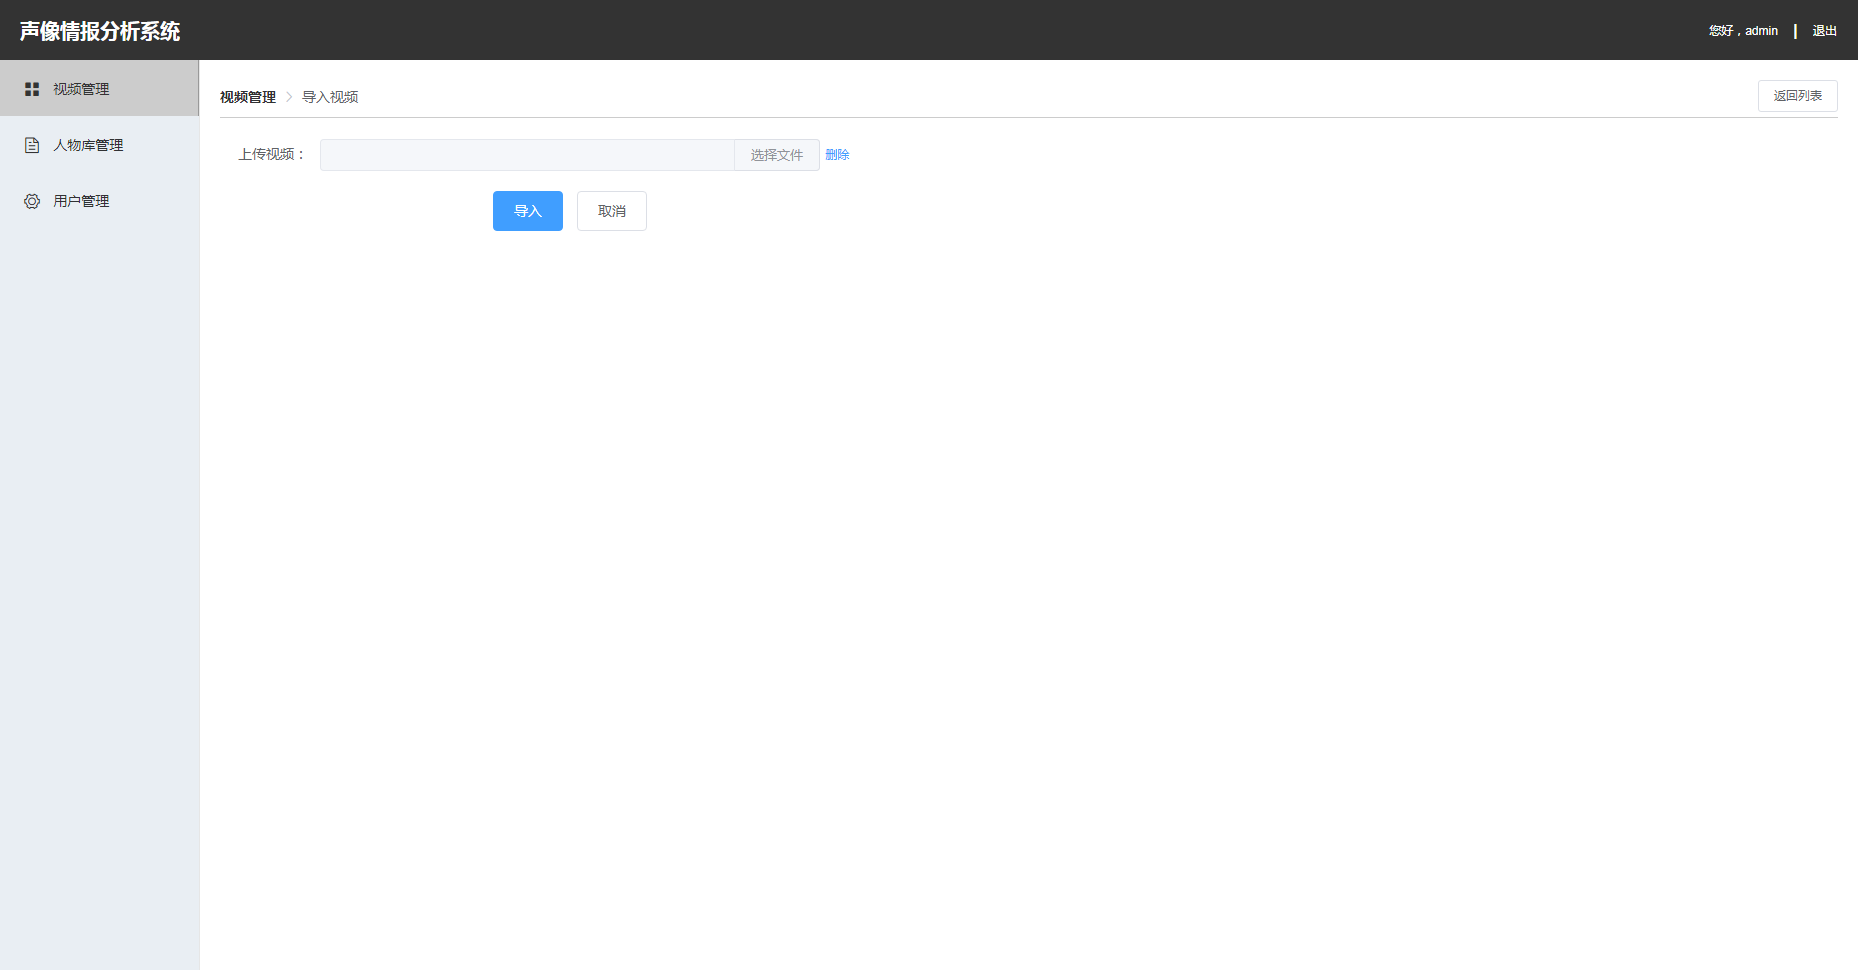 声像情报分析系统
您好，admin | 退出
视频管理
人物库管理
用户管理
视频管理 > 导入视频
返回列表
上传视频： 选择文件 删除
导入 取消